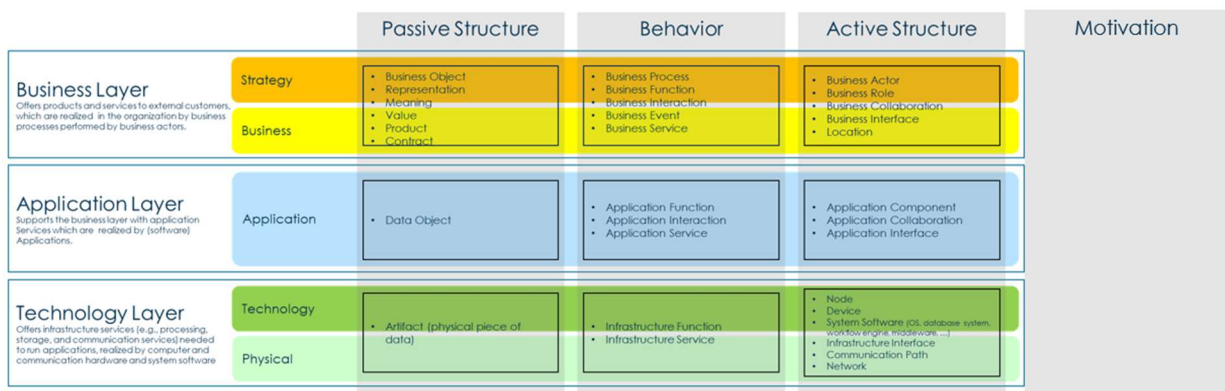 Passive Structure
Behavior
Active Structure
Motivation
Business Layer
Offers products and services to external customers,
which are realized in the organization by business
processes performed by business actors.
Strategy
Business
• Business Object
• Representation
• Meaning
• Value
• Product
• Contract
• Business Process
• Business Function
• Business Interaction
• Business Event
• Business Service
• Business Actor
• Business Role
• Business Collaboration
• Business Interface
• Location
Application Layer
Supports the business layer with application
Services which are realized by (software)
Applications.
Application
• Data Object
• Application Function
• Application Interaction
• Application Service
• Application Component
• Application Collaboration
• Application Interface
Technology Layer
Offers infrastructure services (e.g., processing,
storage, and communication services) needed
to run applications, realized by computer and
communication hardware and system software
Technology
Physical
• Artifact (physical piece of
data)
• Infrastructure Function
• Infrastructure Service
• Node
• Device
• System Software (OS, database system,
workflow engine, middleware, ...)
• Infrastructure Interface
• Communication Path
• Network